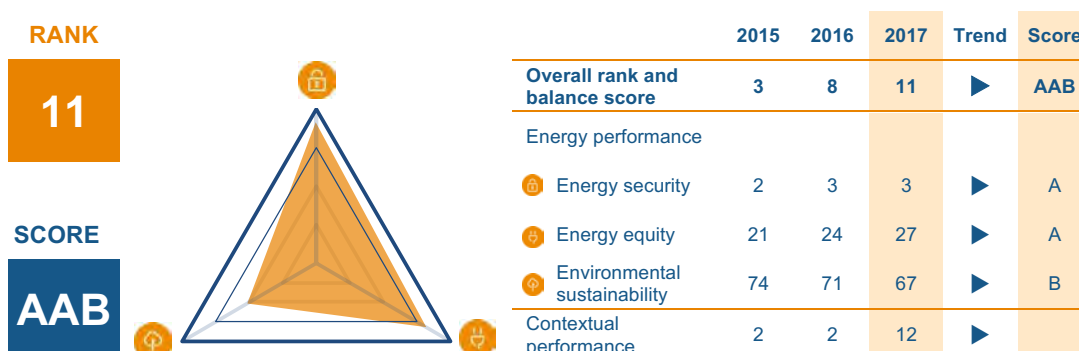 RANK
11
SCORE
AAB
2015 2016 2017 Trend Score
Overall rank and
balance score 3 8 11 AAB
Energy performance
Energy security 2 3 3 A
Energy equity 21 24 27 A
Environmental
sustainability 74 71 67 B
Contextual
performance 2 2 12